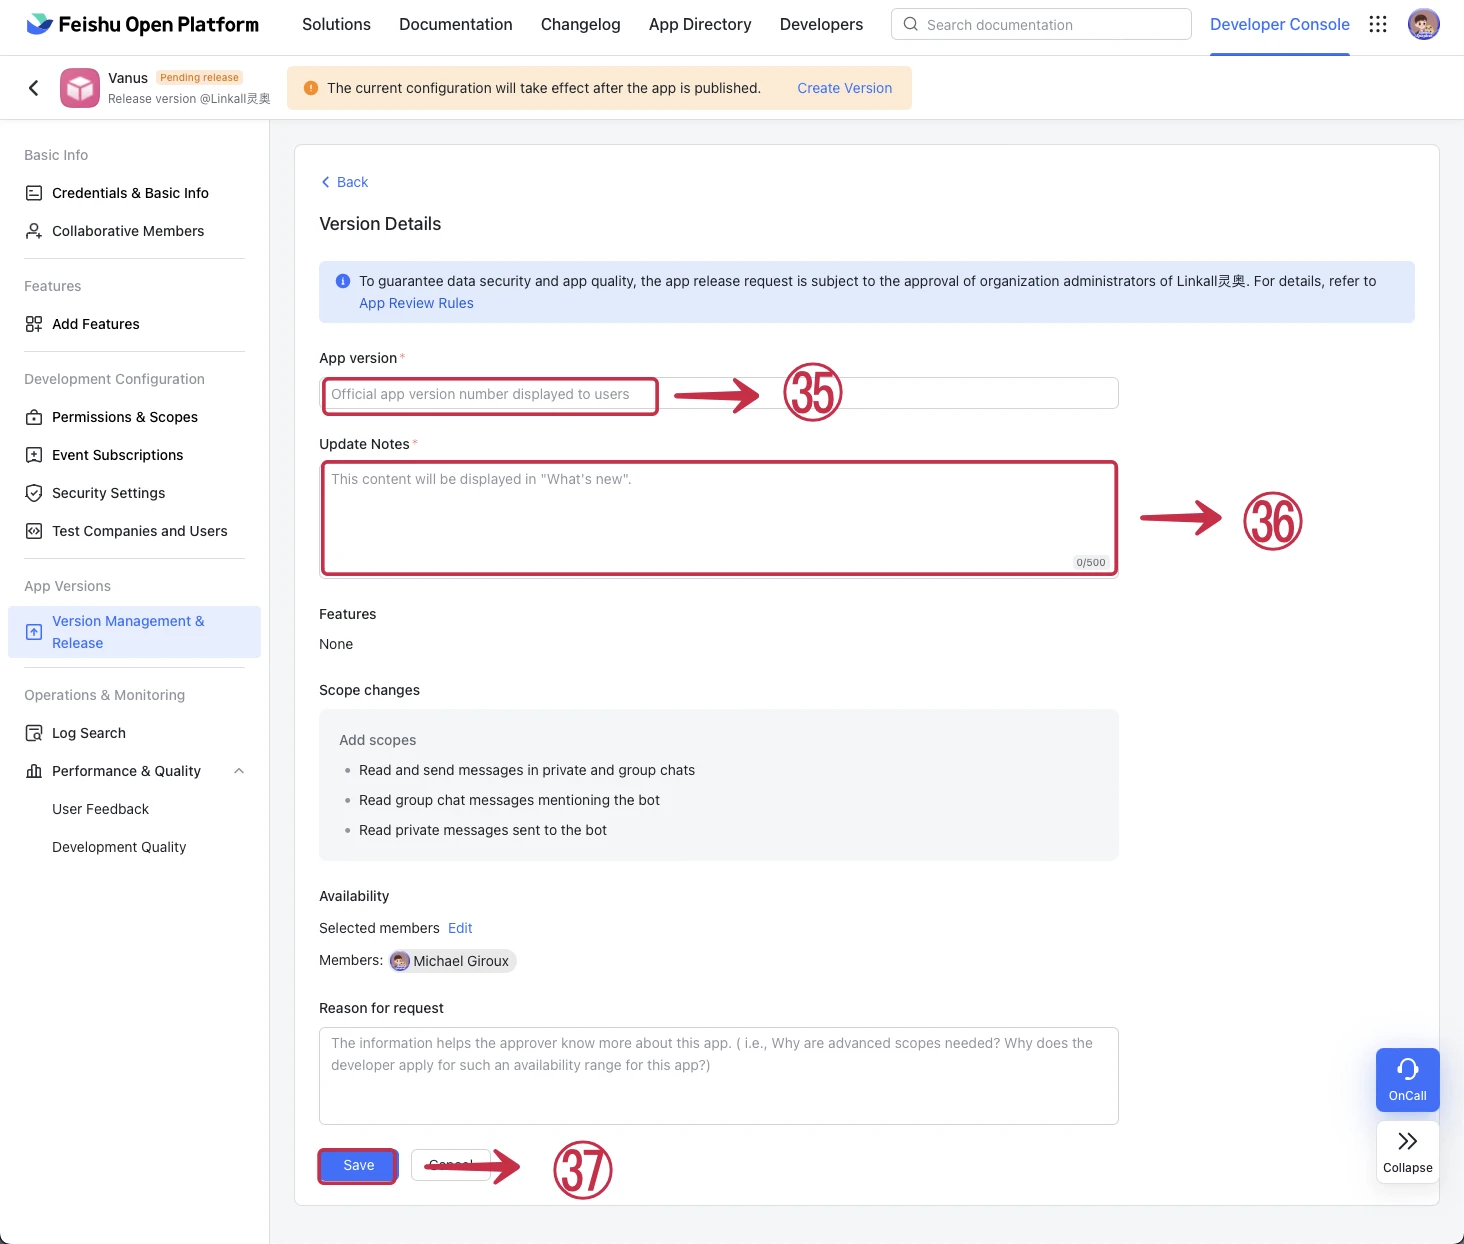 Feishu Open Platform
Solutions
Documentation
Changelog
App Directory
Developers
Search documentation
Developer Console
Vanus
Pending release
Release version @Linkall灵奥
The current configuration will take effect after the app is published.
Create Version
Basic Info
Credentials & Basic Info
Collaborative Members
Features
Add Features
Development Configuration
Permissions & Scopes
Event Subscriptions
Security Settings
Test Companies and Users
App Versions
Version Management &
Release
Operations & Monitoring
Log Search
Performance & Quality
User Feedback
Development Quality
Back
Version Details
To guarantee data security and app quality, the app release request is subject to the approval of organization administrators of Linkall灵奥. For details, refer to
App Review Rules
App version*
Official app version number displayed to users
35
Update Notes*
This content will be displayed in "What's new".
0/500
36
Features
None
Scope changes
Add scopes
• Read and send messages in private and group chats
• Read group chat messages mentioning the bot
• Read private messages sent to the bot
Availability
Selected members Edit
Members: Michael Giroux
Reason for request
The information helps the approver know more about this app. ( i.e., Why are advanced scopes needed? Why does the
developer apply for such an availability range for this app?)
Save
Cancel
37
OnCall
Collapse